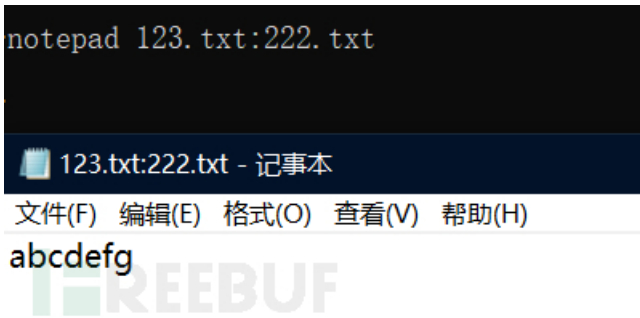 notepad 123.txt:222.txt
123.txt:222.txt - 记事本
文件(F) 编辑(E) 格式(O) 查看(V) 帮助(H)
abcdefg
FREEBUF